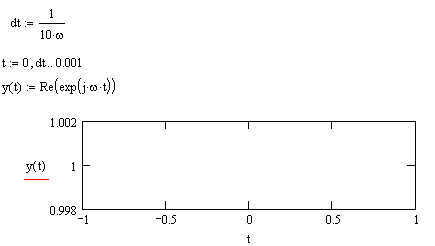 dt := 1
10·ω
t := 0, dt.. 0.001
y(t) := Re(exp(j·ω·t))
1.002
y(t) 1
0.998
−1 −0.5 0 0.5 1
t